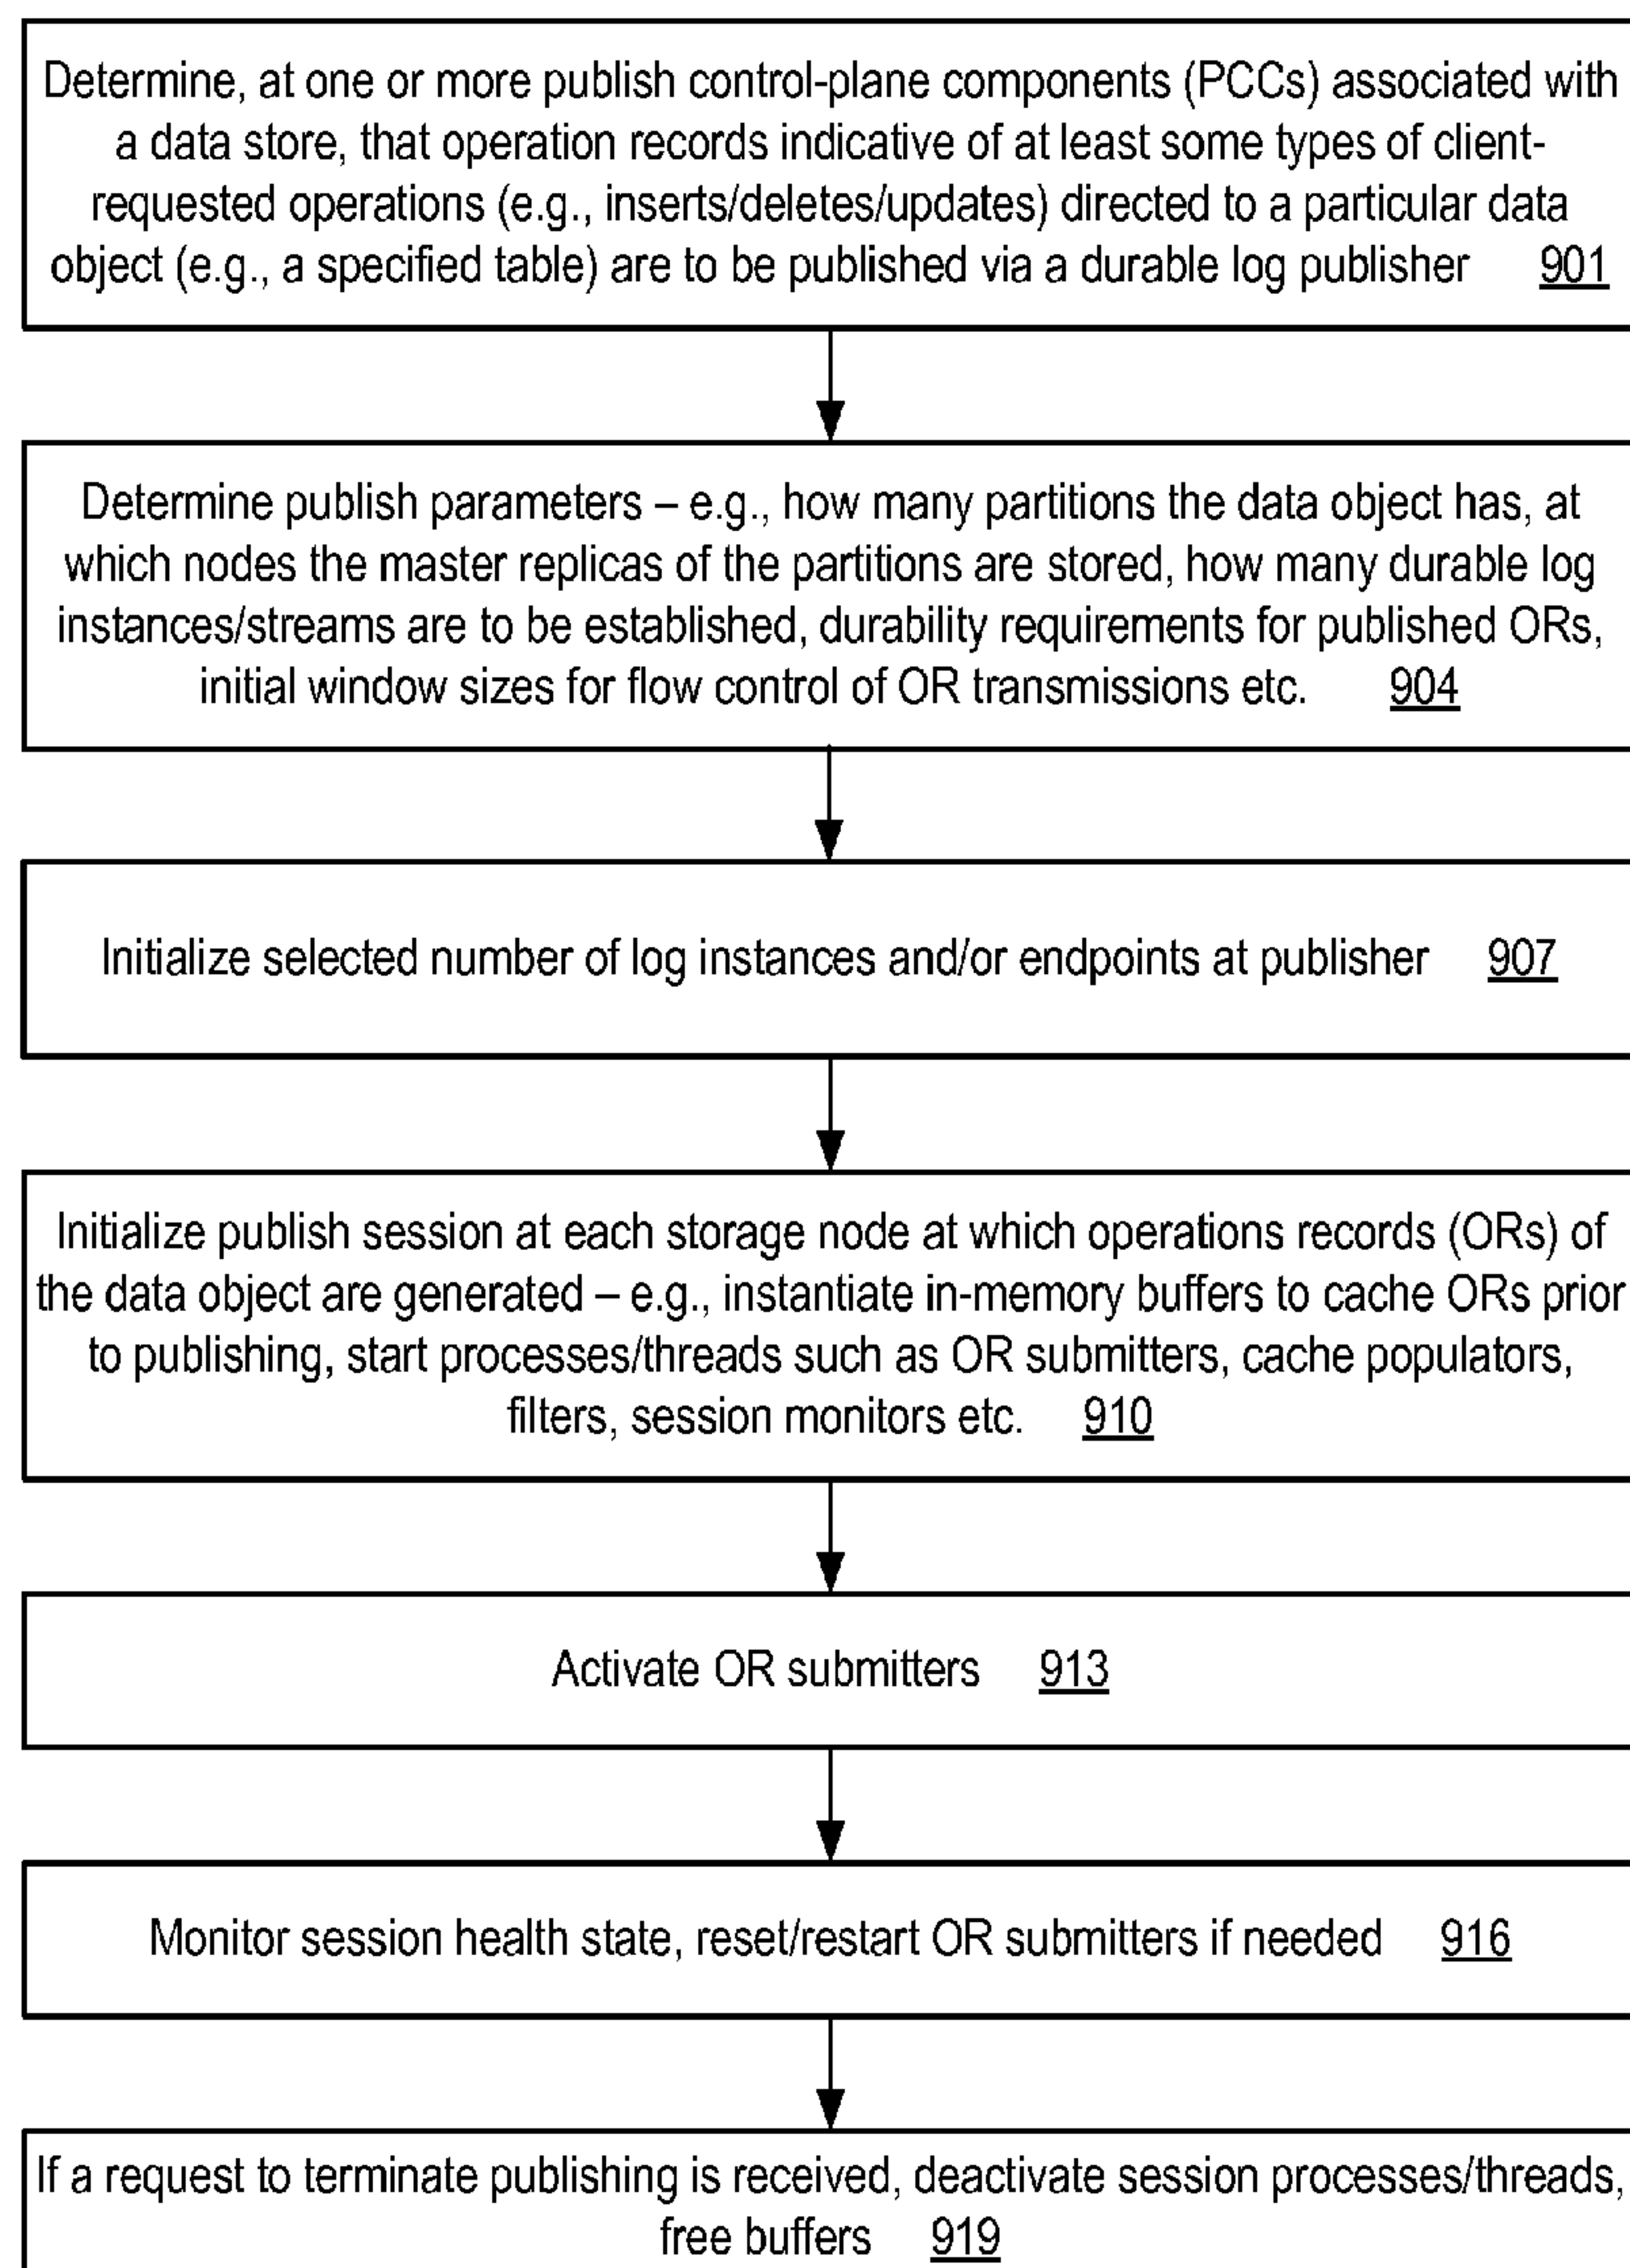 Determine, at one or more publish control-plane components (PCCs) associated with
a data store, that operation records indicative of at least some types of client-
requested operations (e.g., inserts/deletes/updates) directed to a particular data
object (e.g., a specified table) are to be published via a durable log publisher 901
Determine publish parameters – e.g., how many partitions the data object has, at
which nodes the master replicas of the partitions are stored, how many durable log
instances/streams are to be established, durability requirements for published ORs,
initial window sizes for flow control of OR transmissions etc. 904
Initialize selected number of log instances and/or endpoints at publisher 907
Initialize publish session at each storage node at which operations records (ORs) of
the data object are generated – e.g., instantiate in-memory buffers to cache ORs prior
to publishing, start processes/threads such as OR submitters, cache populators,
filters, session monitors etc. 910
Activate OR submitters 913
Monitor session health state, reset/restart OR submitters if needed 916
If a request to terminate publishing is received, deactivate session processes/threads,
free buffers 919